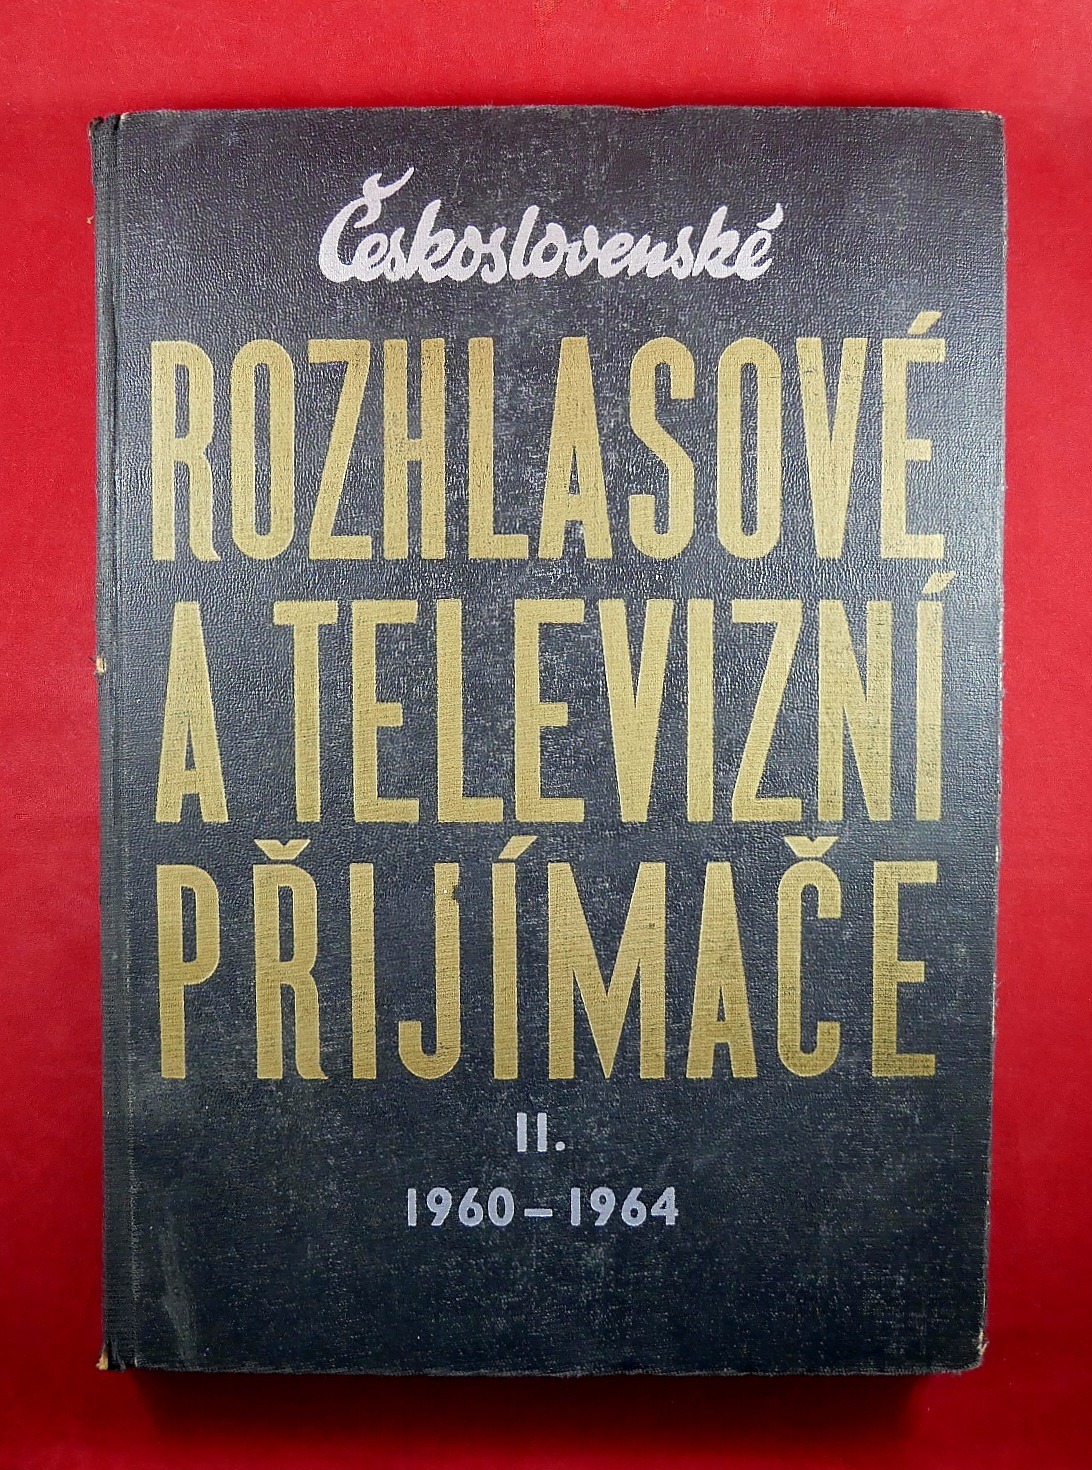 Československé
ROZHLASOVÉ
A TELEVIZNÍ
PŘIJÍMAČE
II.
1960-1964